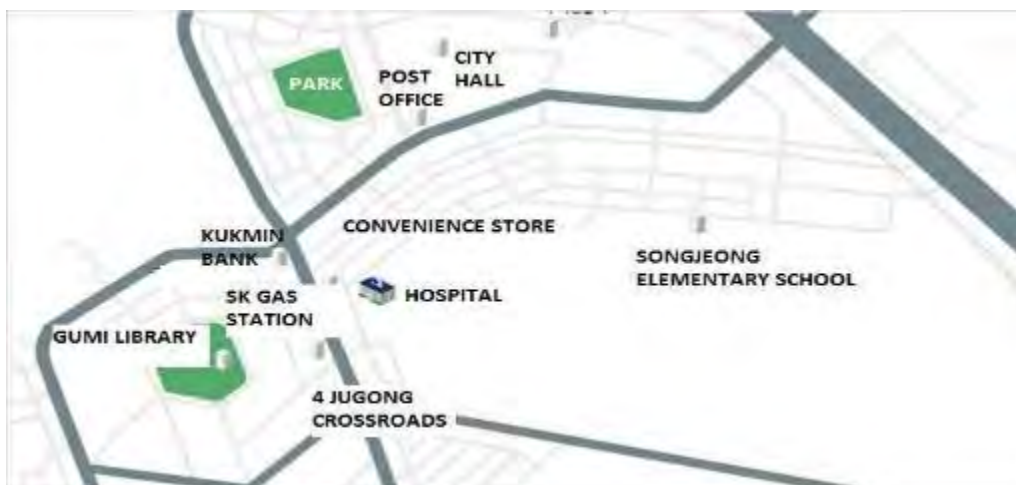 CITY
HALL
PARK
POST
OFFICE
KUKMIN
BANK
CONVENIENCE STORE
SONGJEONG
ELEMENTARY SCHOOL
SK GAS
STATION
HOSPITAL
GUMI LIBRARY
4 JUGONG
CROSSROADS